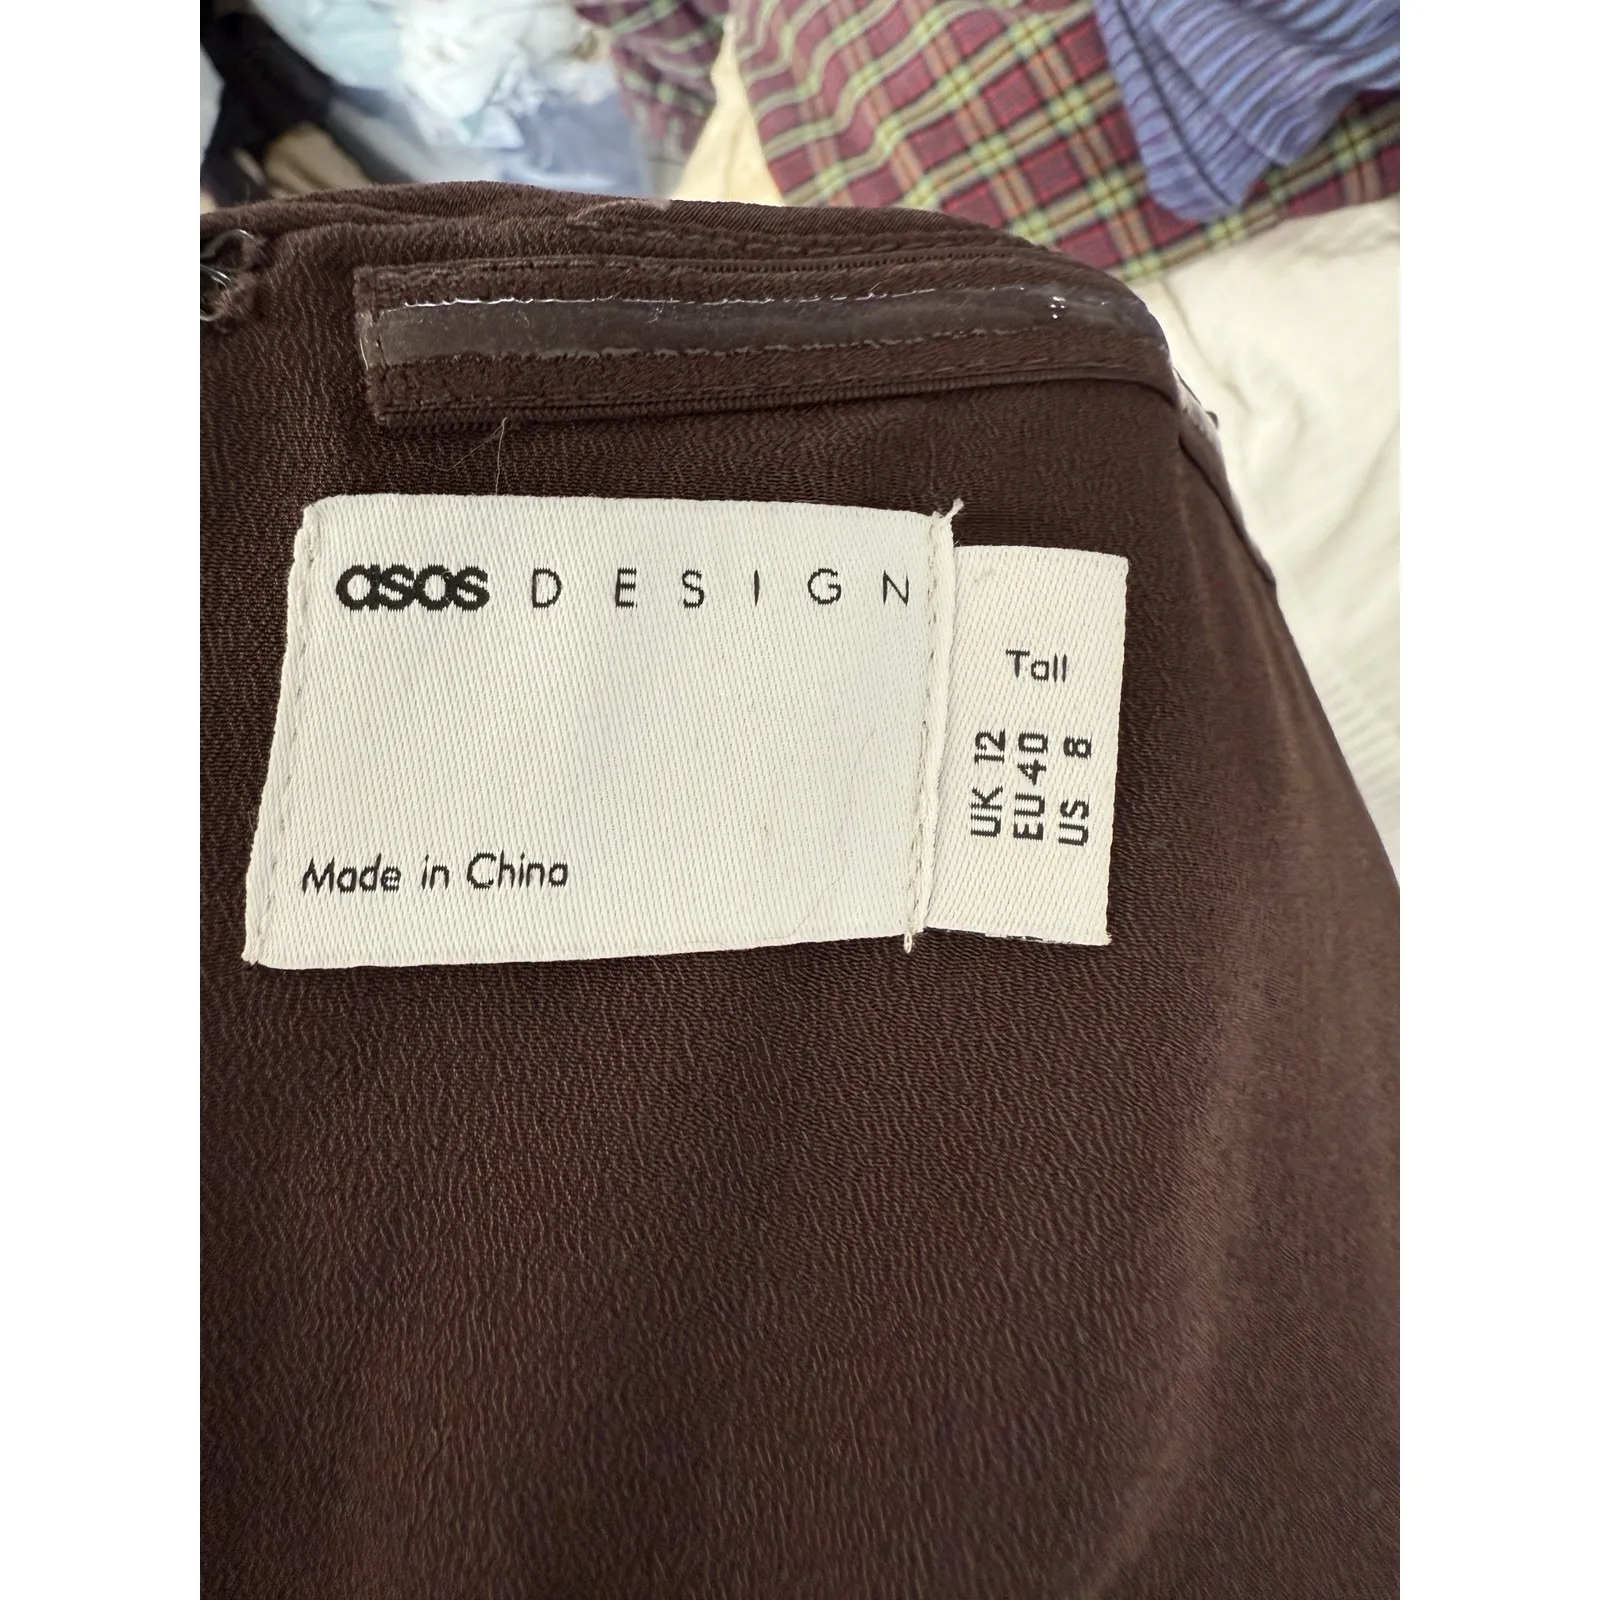 asos DESIGN
Made in China
Tall
UK 12
EU 40
US 8